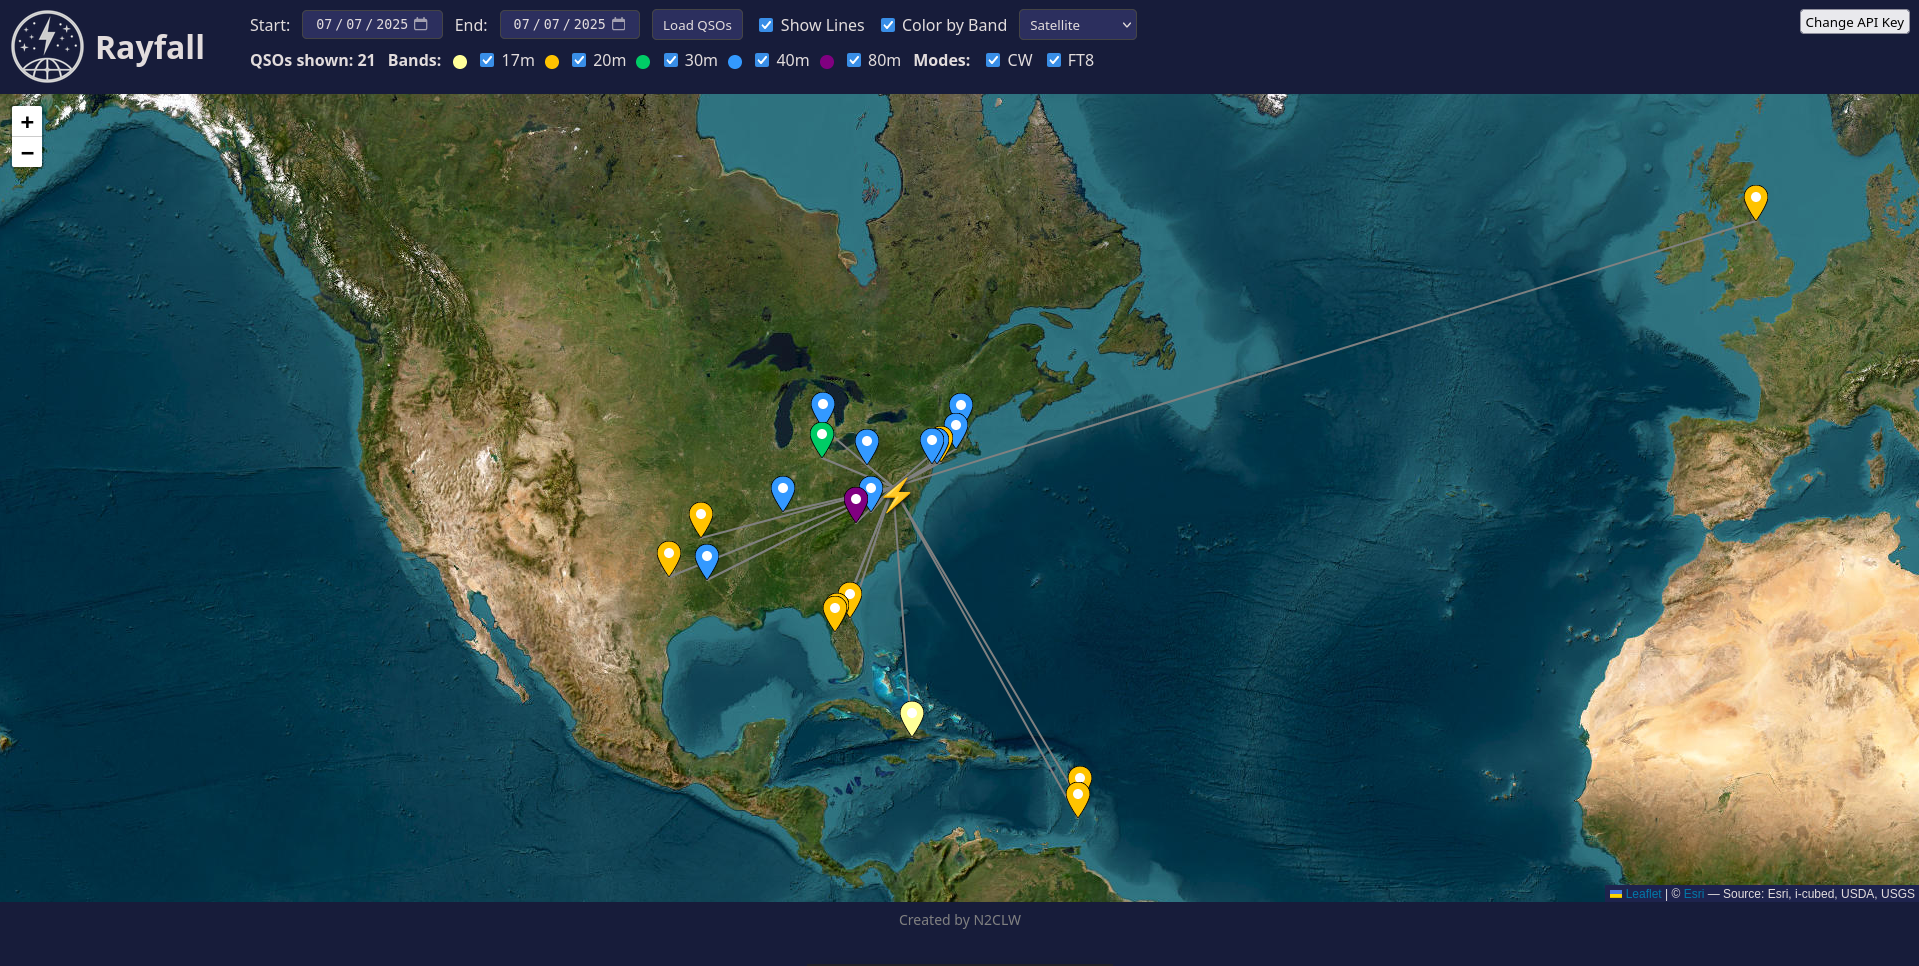 Rayfall
Start: 07/07/2025 End: 07/07/2025 Load QSOs Show Lines Color by Band Satellite
Change API Key
QSOs shown: 21 Bands: 17m 20m 30m 40m 80m Modes: CW FT8
+
−
Leaflet | © Esri — Source: Esri, i-cubed, USDA, USGS
Created by N2CLW